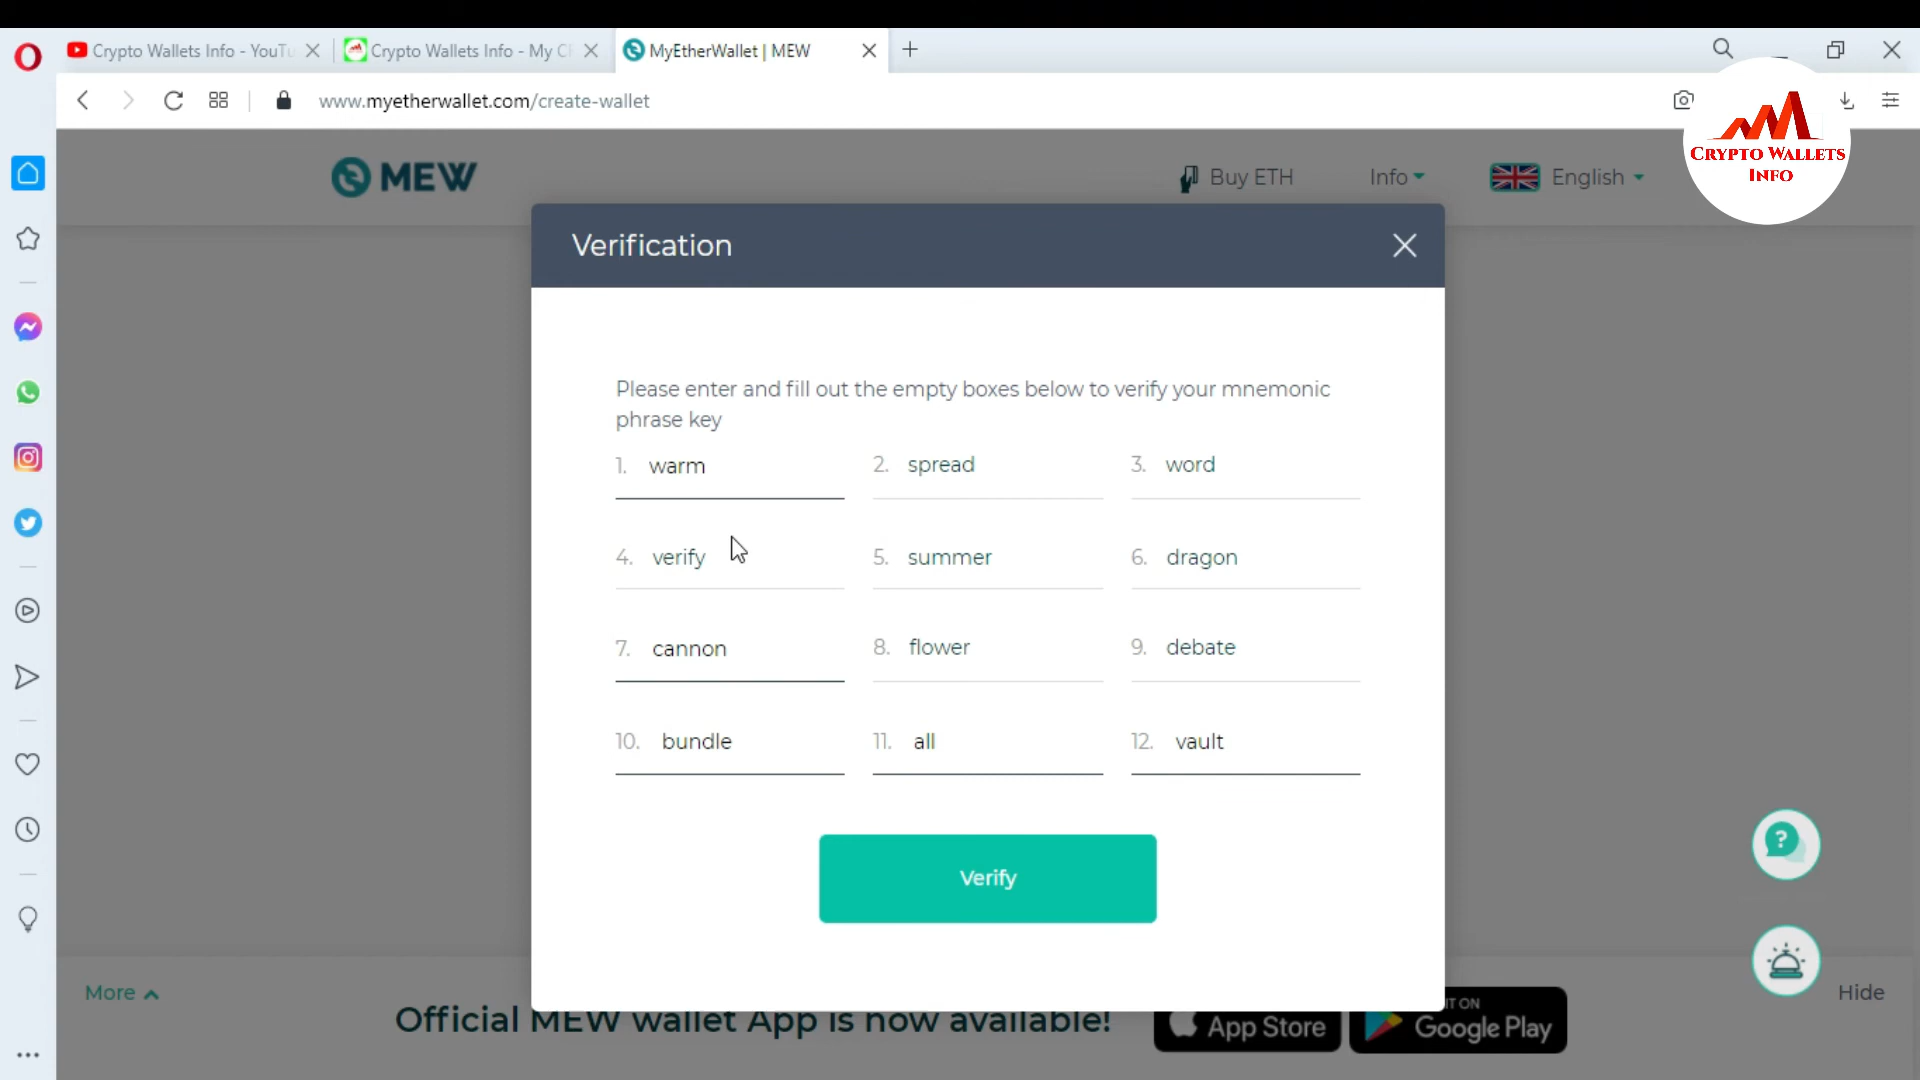 Crypto Wallets Info - YouTu
Crypto Wallets Info - My C
MyEtherWallet | MEW
www.myetherwallet.com/create-wallet
CRYPTO WALLETS
INFO
MEW
Buy ETH
Info
English
Verification
Please enter and fill out the empty boxes below to verify your mnemonic
phrase key
1. warm
2. spread
3. word
4. verify
5. summer
6. dragon
7. cannon
8. flower
9. debate
10. bundle
11. all
12. vault
Verify
?
More
Hide
Official MEW wallet App is now available!
App Store
IT ON
Google Play